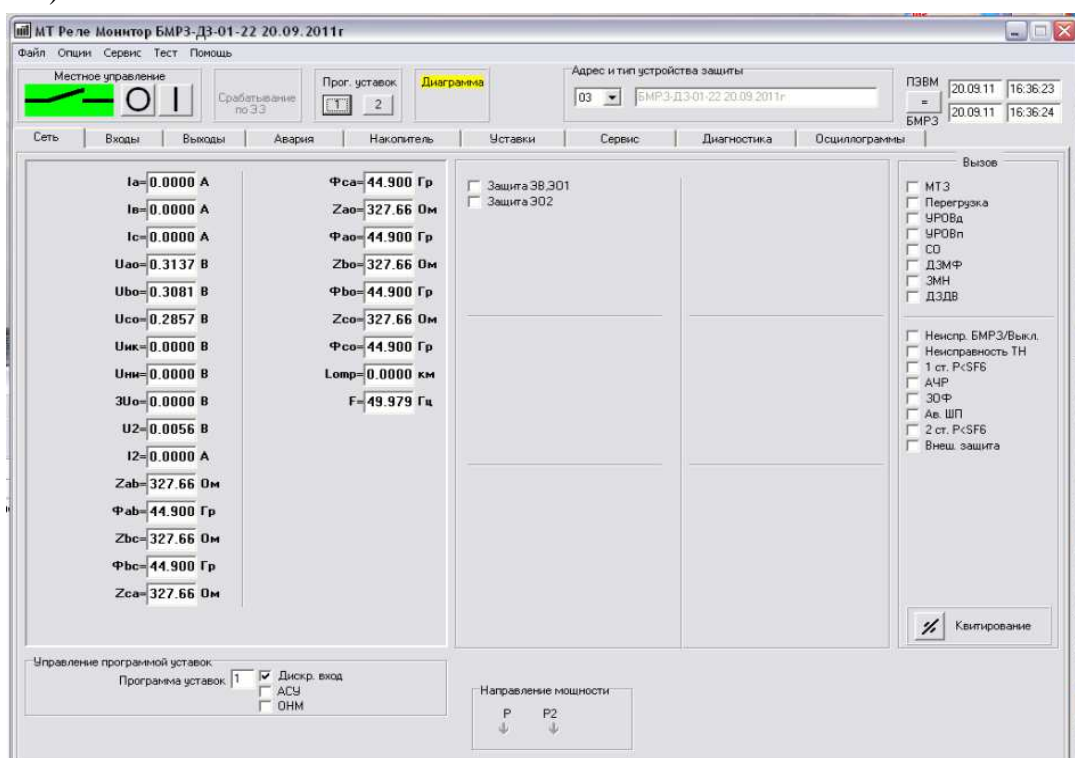 МТ Реле Монитор БМРЗ-ДЗ-01-22 20.09.2011г
Файл Опции Сервис Тест Помощь
Местное управление
Срабатывание по ЗЗ
Прог. уставок
1 2
Диаграмма
Адрес и тип устройства защиты
03 БМРЗ-ДЗ-01-22 20.09.2011г
ПЭВМ 20.09.11 16:36:23
=
БМРЗ 20.09.11 16:36:24
Сеть Входы Выходы Авария Накопитель Уставки Сервис Диагностика Осциллограммы
Ia= 0.0000 А
Iв= 0.0000 А
Ic= 0.0000 А
Uao= 0.3137 В
Ubo= 0.3081 В
Uco= 0.2857 В
Uнк= 0.0000 В
Uнн= 0.0000 В
3Uo= 0.0000 В
U2= 0.0056 В
I2= 0.0000 А
Zab= 327.66 Ом
Фab= 44.900 Гр
Zbc= 327.66 Ом
Фbc= 44.900 Гр
Zca= 327.66 Ом
Фca= 44.900 Гр
Zao= 327.66 Ом
Фao= 44.900 Гр
Zbo= 327.66 Ом
Фbo= 44.900 Гр
Zco= 327.66 Ом
Фco= 44.900 Гр
Lomp= 0.0000 км
F= 49.979 Гц
Защита ЭВ,ЭО1
Защита ЭО2
Вызов
МТЗ
Перегрузка
УРОВд
УРОВп
СО
ДЗМФ
ЗМН
ДЗДВ
Неиспр. БМРЗ/Выкл.
Неисправность ТН
1 ст. P<SF6
АЧР
ЗОФ
Ав. ШП
2 ст. P<SF6
Внеш. защита
Квитирование
Управление программой уставок
Программа уставок 1
Дискр. вход
АСУ
ОНМ
Направление мощности
P P2